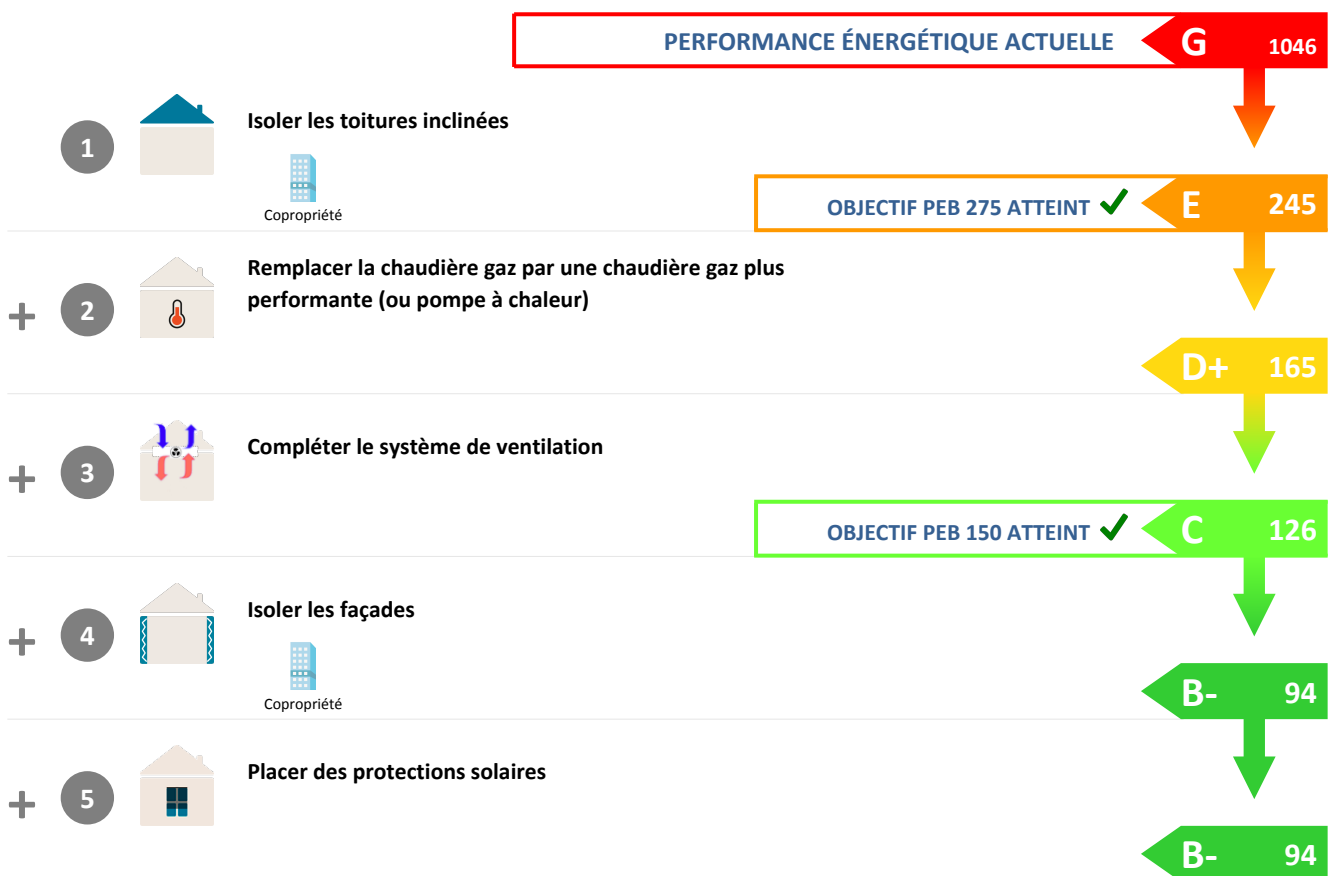 PERFORMANCE ÉNERGÉTIQUE ACTUELLE G 1046
1 Isoler les toitures inclinées
Copropriété
OBJECTIF PEB 275 ATTEINT E 245
+ 2 Remplacer la chaudière gaz par une chaudière gaz plus
performante (ou pompe à chaleur)
D+ 165
+ 3 Compléter le système de ventilation
OBJECTIF PEB 150 ATTEINT C 126
+ 4 Isoler les façades
Copropriété
B- 94
+ 5 Placer des protections solaires
B- 94